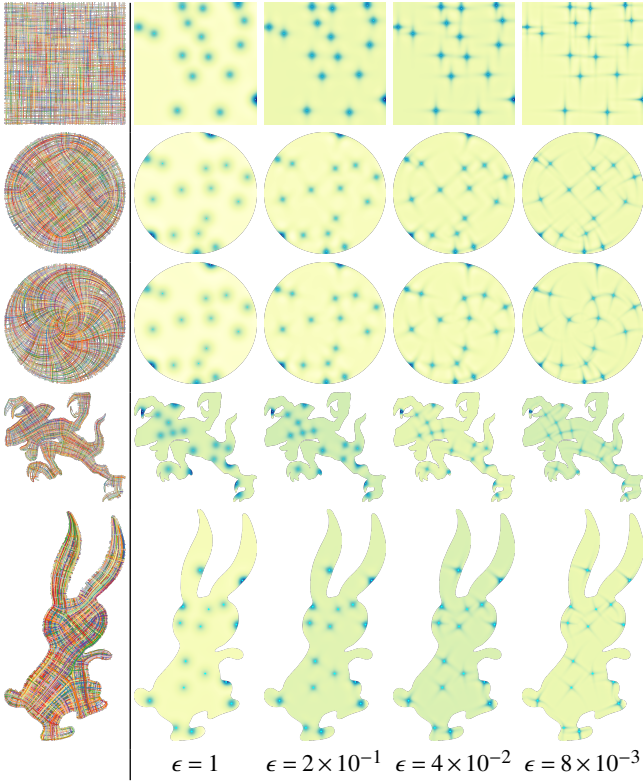 ϵ = 1 ϵ = 2 × 10⁻¹ ϵ = 4 × 10⁻² ϵ = 8 × 10⁻³